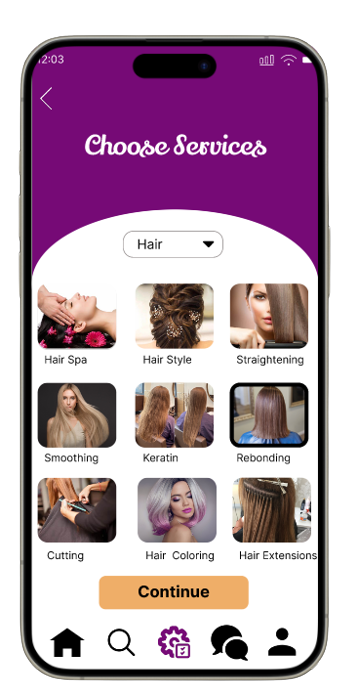 12:03
Choose Services
Hair
Hair Spa
Hair Style
Straightening
Smoothing
Keratin
Rebonding
Cutting
Hair Coloring
Hair Extensions
Continue